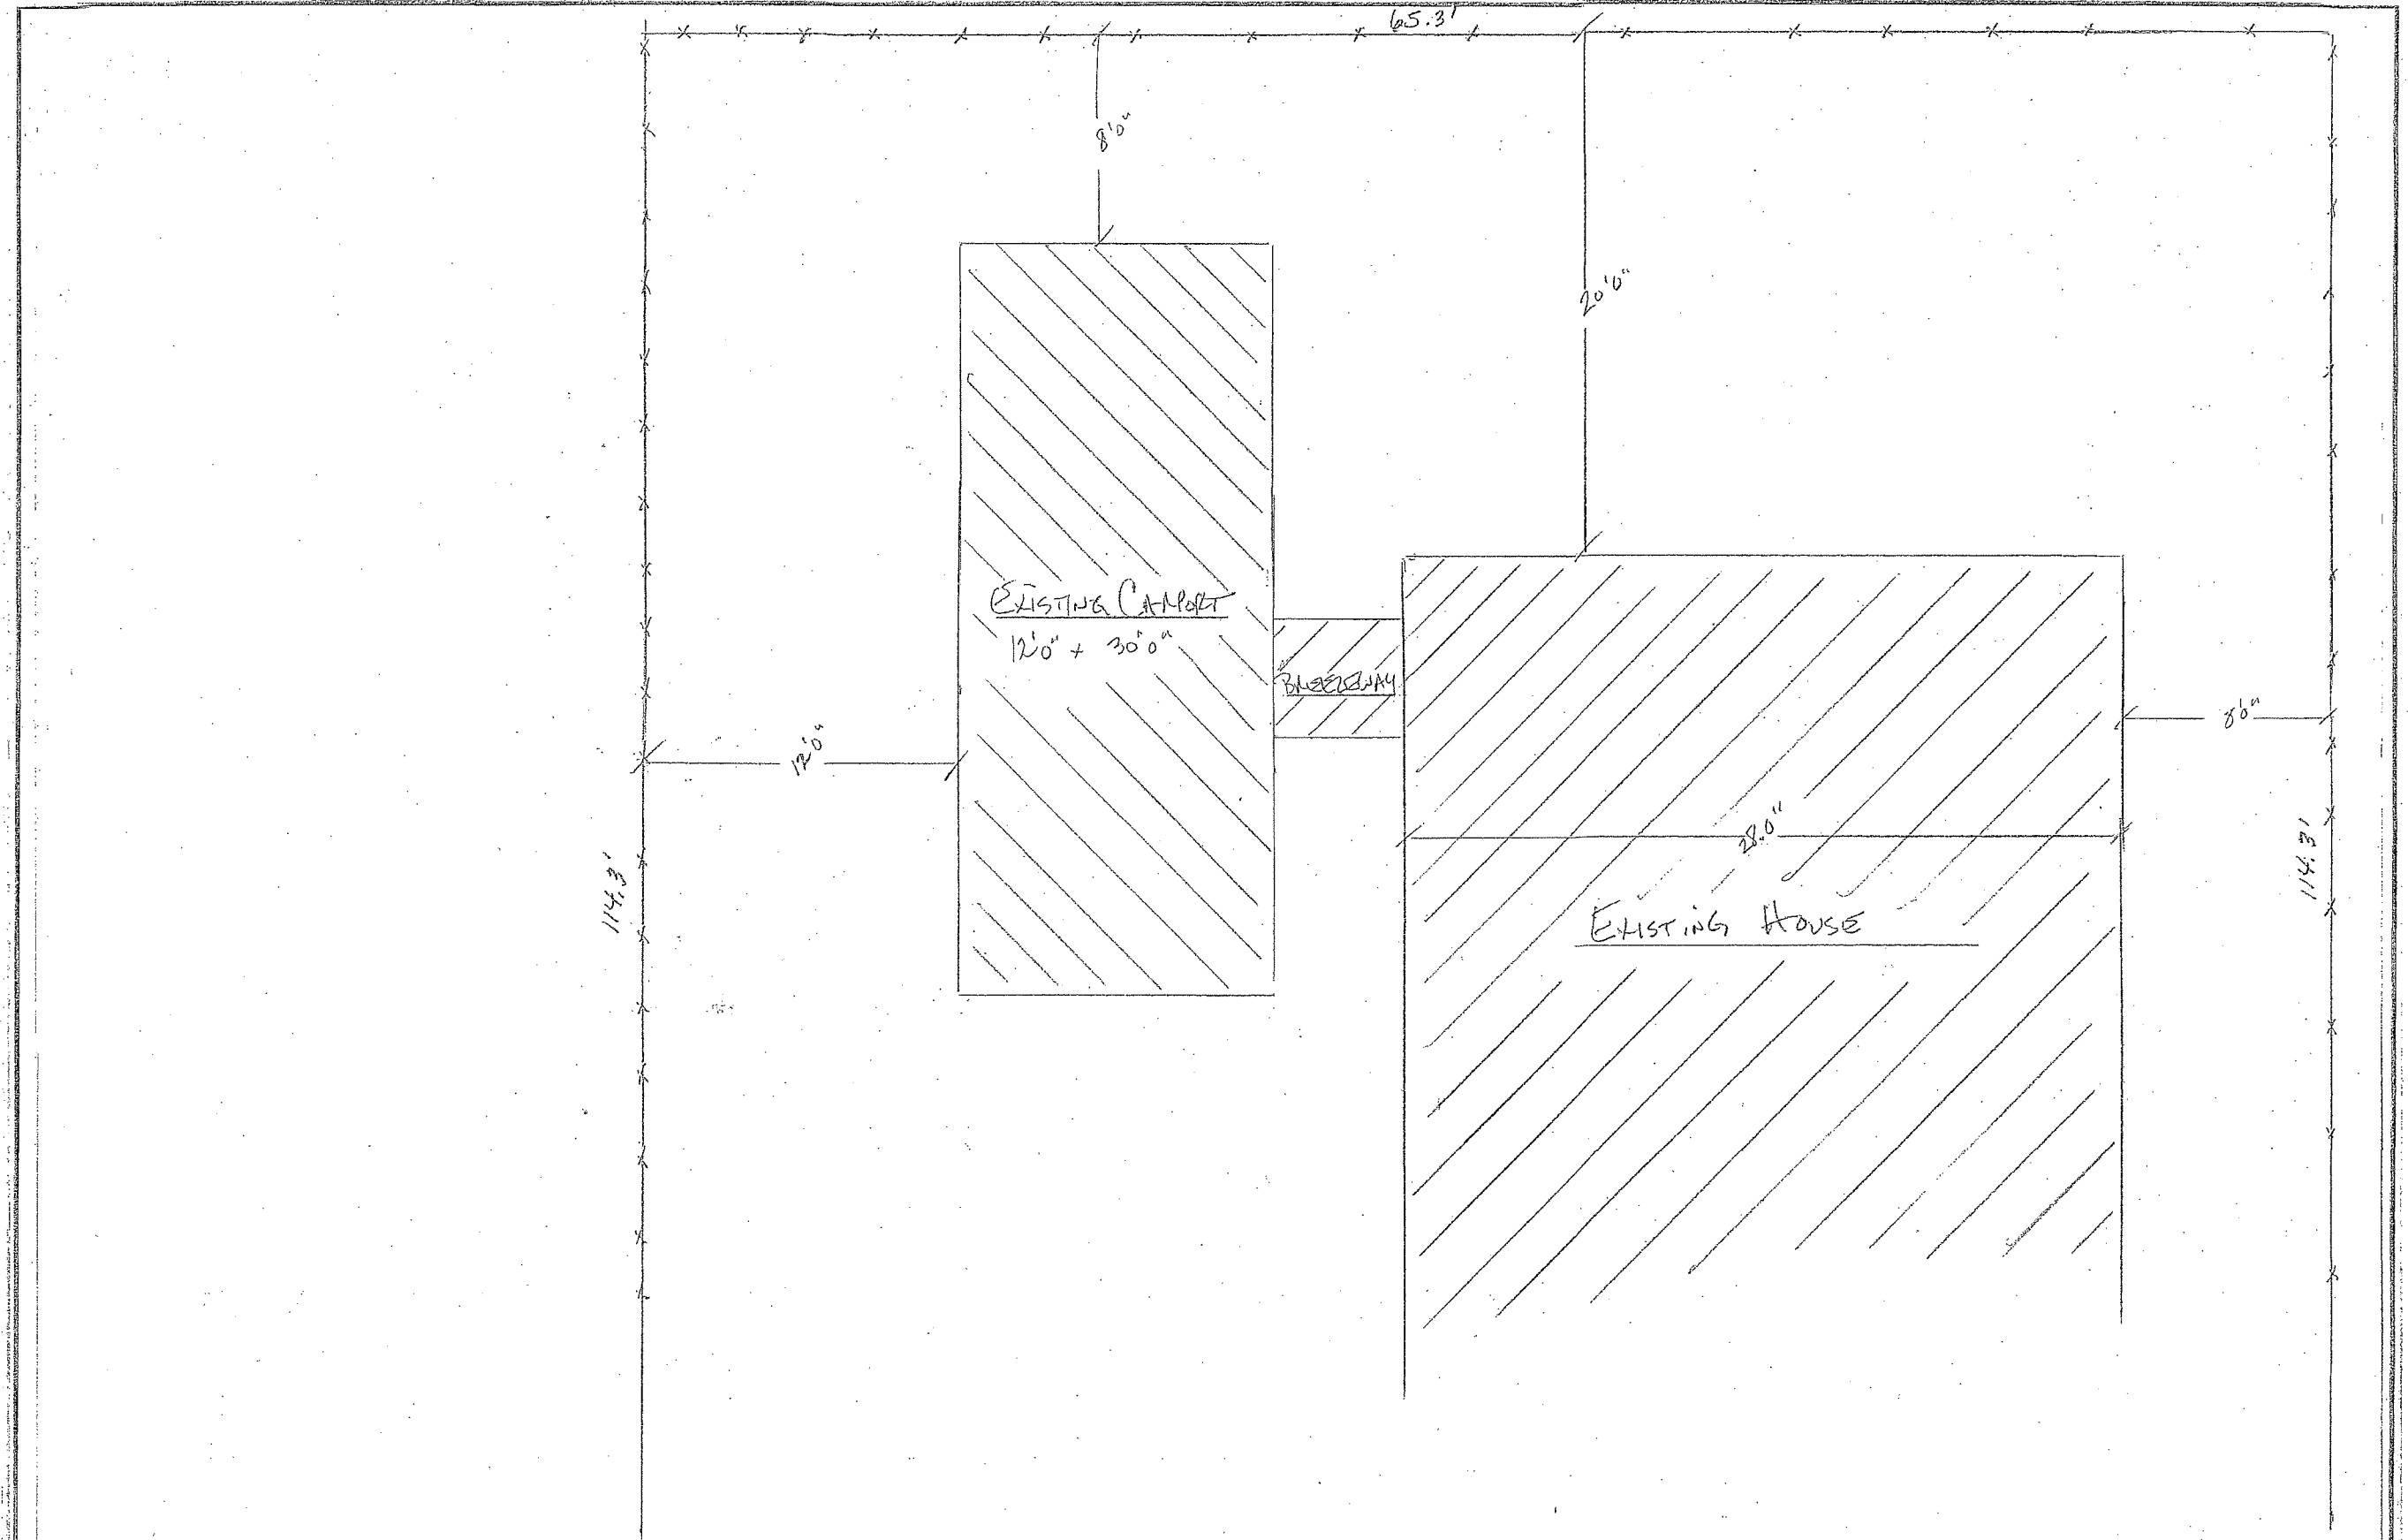 65.3'
8'0"
20'0"
EXISTING CARPORT
12'0" x 30'0"
BREEZEWAY
8'0"
12'0"
28.0"
114.3'
114.3'
EXISTING HOUSE